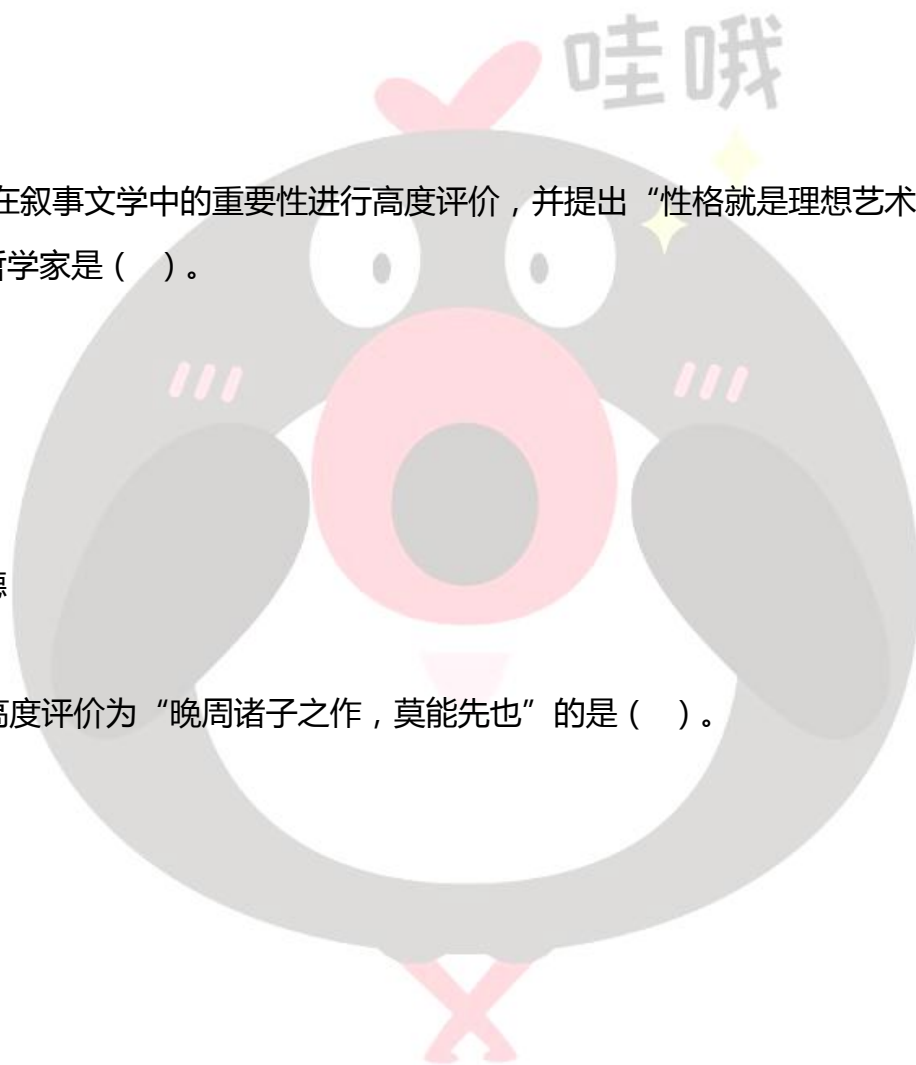 哇哦
在叙事文学中的重要性进行高度评价，并提出“性格就是理想艺术
哲学家是（ ）。
德
高度评价为“晚周诸子之作，莫能先也”的是（ ）。